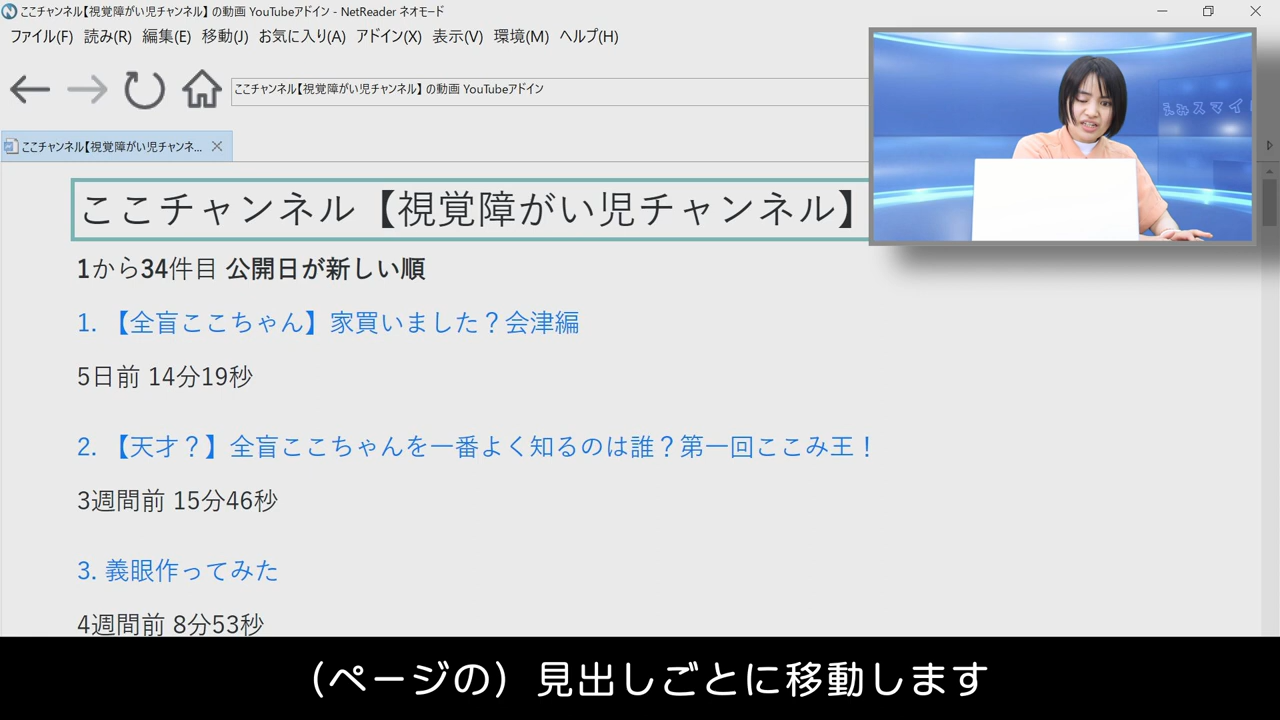 ここチャンネル【視覚障がい児チャンネル】 の動画 YouTubeアドイン - NetReader ネオモード
ファイル(F) 読み(R) 編集(E) 移動(J) お気に入り(A) アドイン(X) 表示(V) 環境(M) ヘルプ(H)
ここチャンネル【視覚障がい児チャンネル】 の動画 YouTubeアドイン
ここチャンネル【視覚障がい児チャンネ...
えみスマイ
ここチャンネル【視覚障がい児チャンネル】
1から34件目 公開日が新しい順
1. 【全盲ここちゃん】家買いました？会津編
5日前 14分19秒
2. 【天才？】全盲ここちゃんを一番よく知るのは誰？第一回ここみ王！
3週間前 15分46秒
3. 義眼作ってみた
4週間前 8分53秒
（ページの）見出しごとに移動します